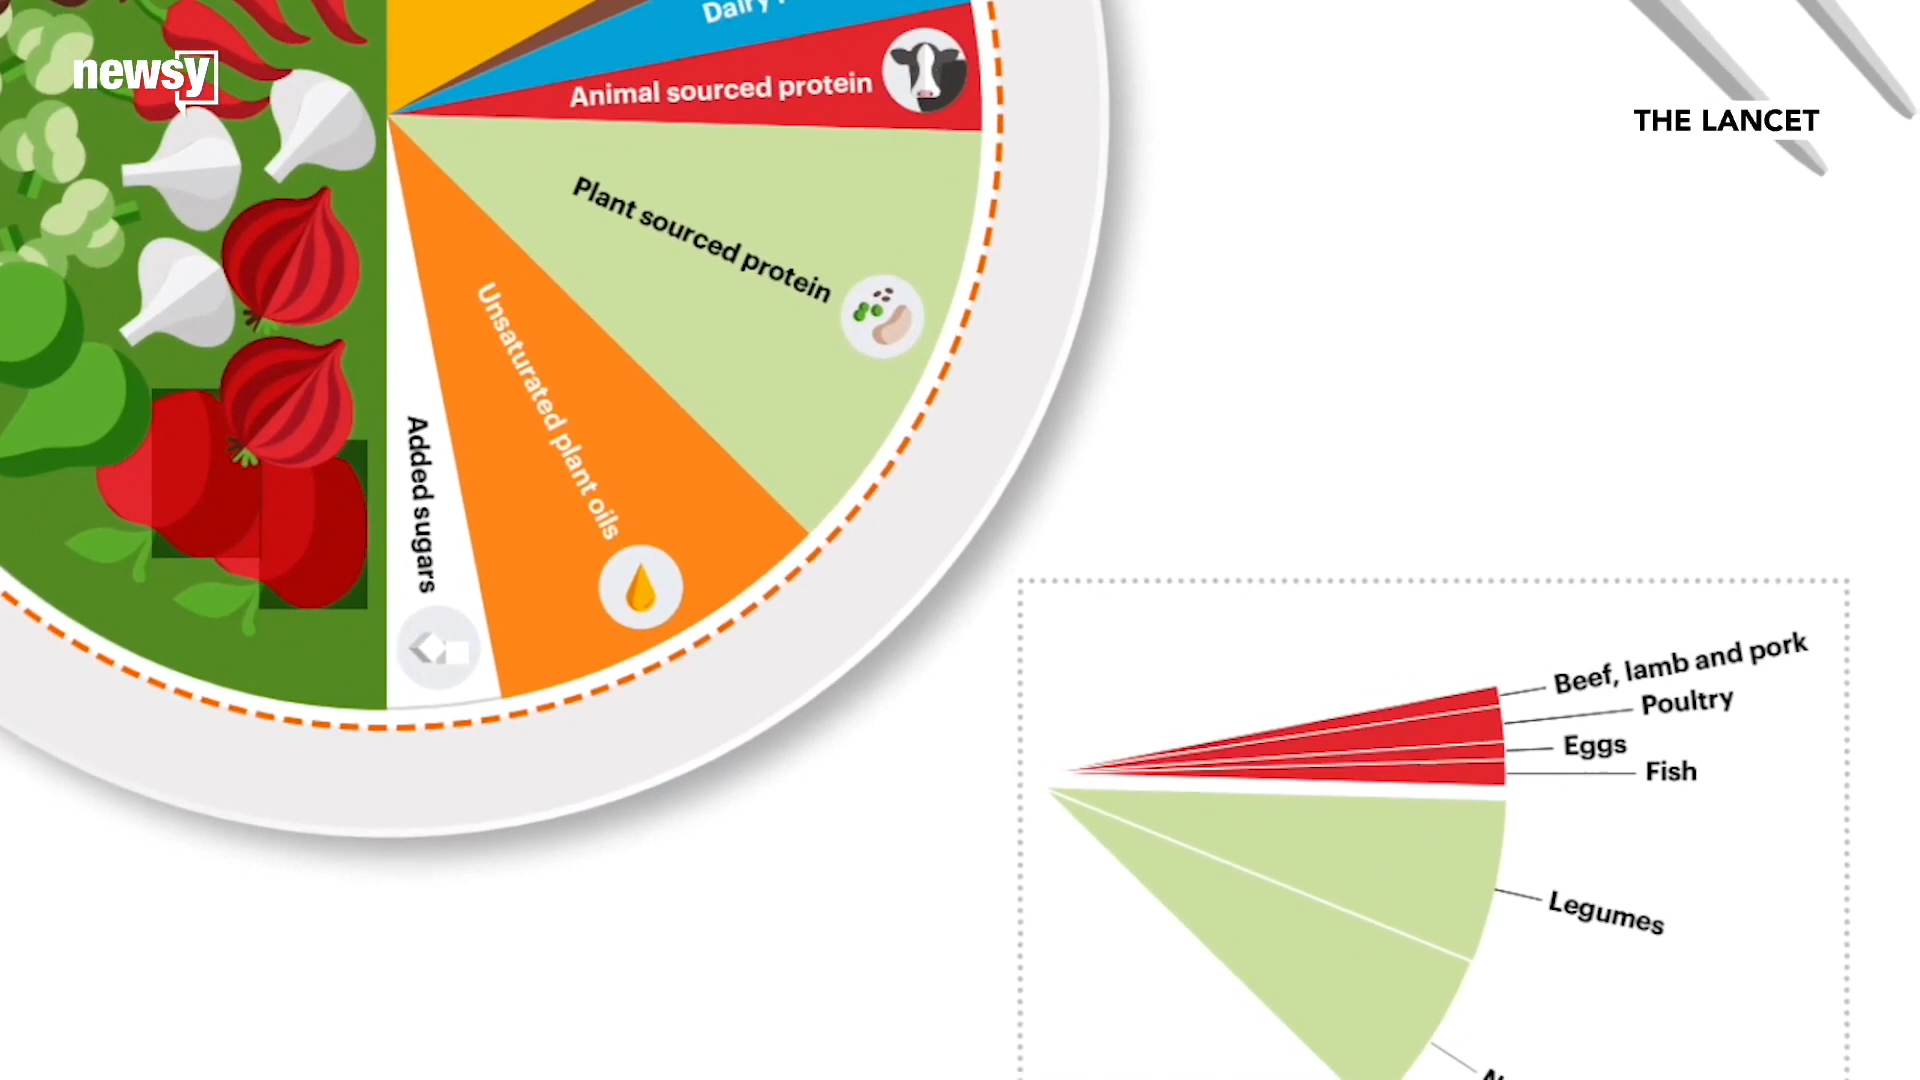 newsy
THE LANCET
Dairy
Animal sourced protein
Plant sourced protein
Unsaturated plant oils
Added sugars
Beef, lamb and pork
Poultry
Eggs
Fish
Legumes